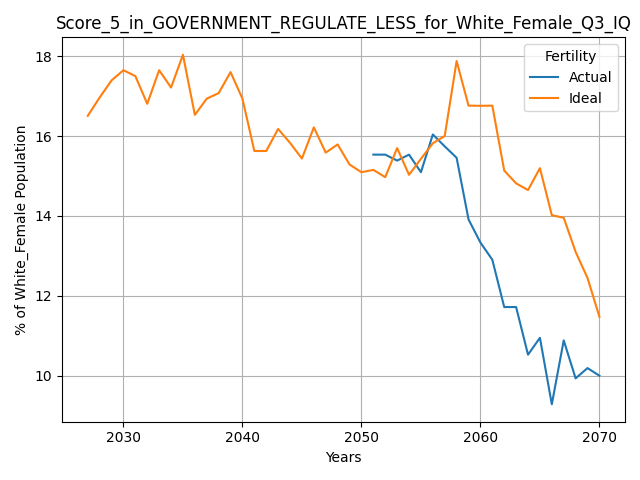 Score_5_in_GOVERNMENT_REGULATE_LESS_for_White_Female_Q3_IQ
Fertility
Actual
Ideal
% of White_Female Population
18
16
14
12
10
2030
2040
2050
2060
2070
Years